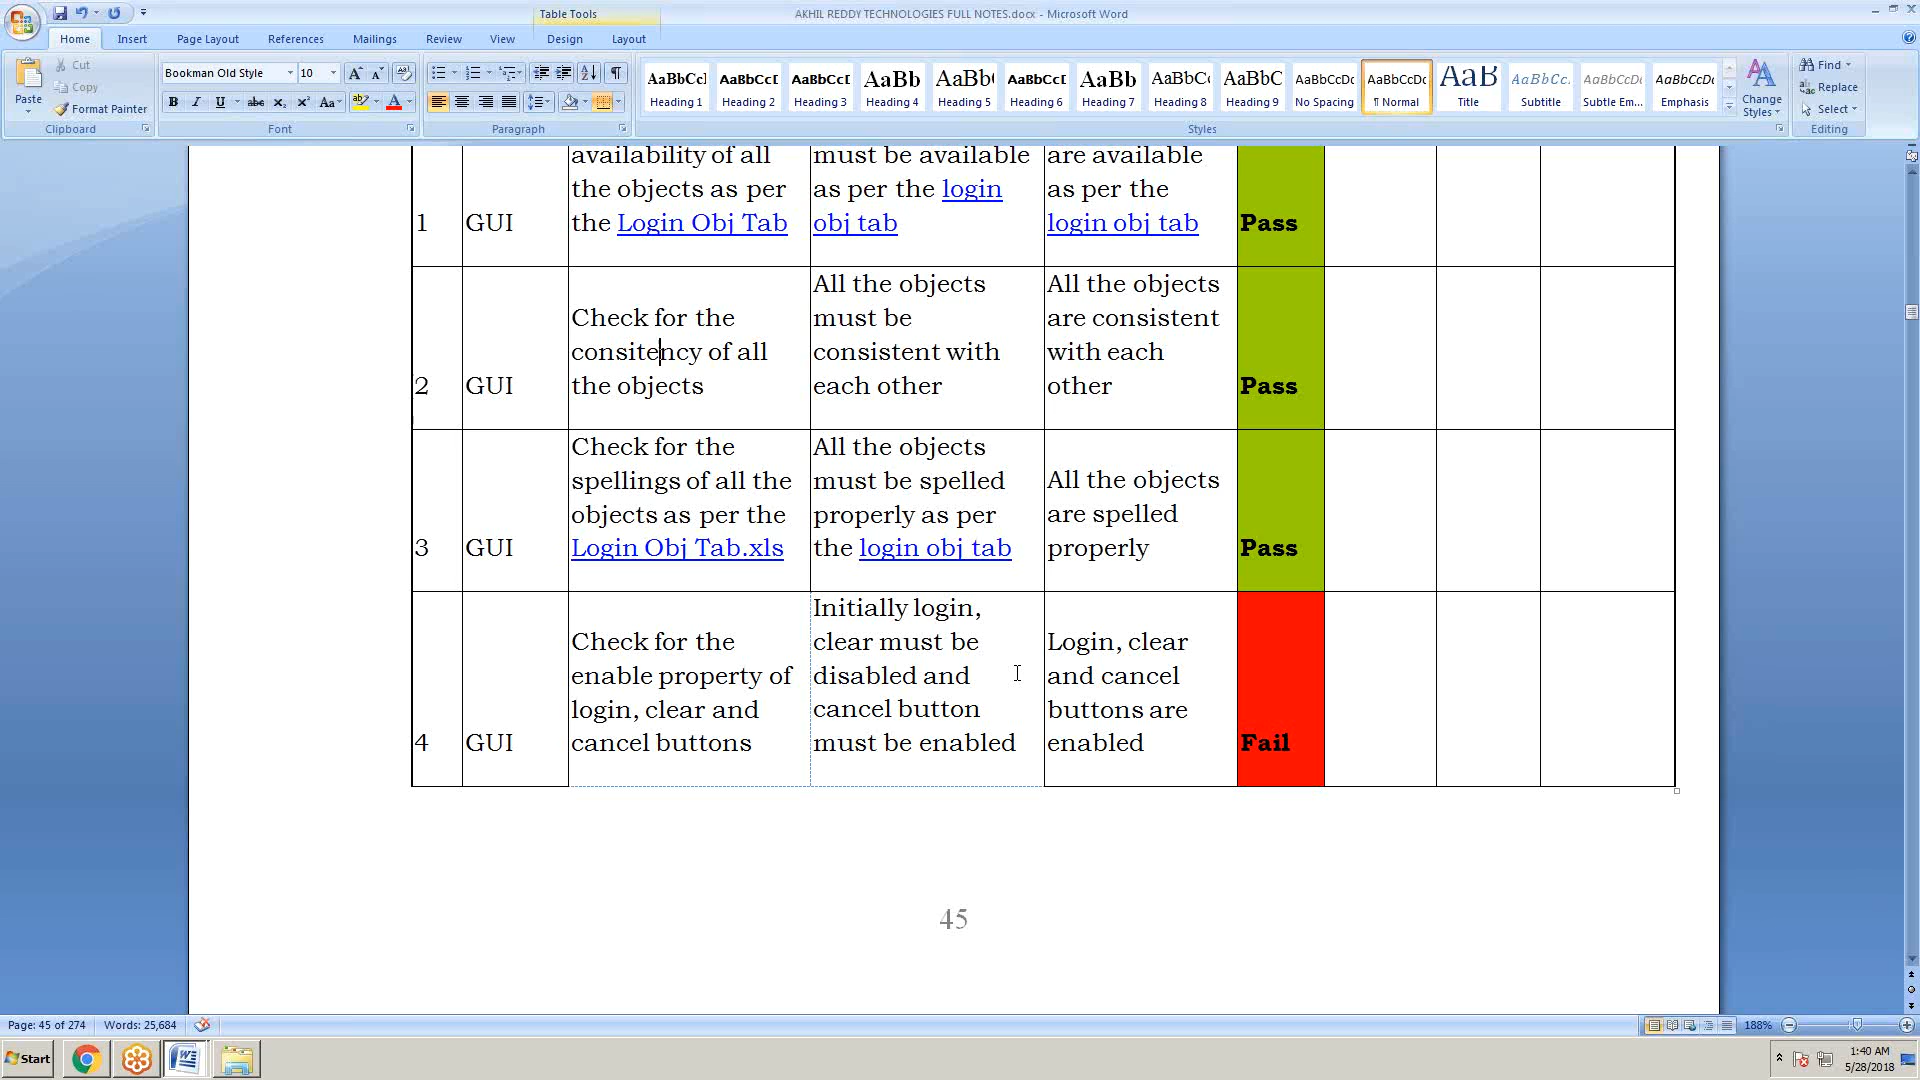 Table Tools
AKHIL REDDY TECHNOLOGIES FULL NOTES.docx - Microsoft Word
Home Insert Page Layout References Mailings Review View Design Layout
Paste
Cut
Copy
Format Painter
Clipboard
Bookman Old Style 10
Font
Paragraph
AaBbCcI AaBbCcD AaBbCcD AaBb AaBb( AaBbCcD AaBb AaBbC( AaBbC AaBbCcDc AaBbCcDc AaB AaBbCc. AaBbCcDc AaBbCcDc
Heading 1 Heading 2 Heading 3 Heading 4 Heading 5 Heading 6 Heading 7 Heading 8 Heading 9 No Spacing ¶ Normal Title Subtitle Subtle Em... Emphasis
Styles
Change
Styles
Find
Replace
Select
Editing
1
GUI
availability of all
the objects as per
the Login Obj Tab
must be available
as per the login
obj tab
are available
as per the
login obj tab
Pass
2
GUI
Check for the
consitency of all
the objects
All the objects
must be
consistent with
each other
All the objects
are consistent
with each
other
Pass
3
GUI
Check for the
spellings of all the
objects as per the
Login Obj Tab.xls
All the objects
must be spelled
properly as per
the login obj tab
All the objects
are spelled
properly
Pass
4
GUI
Check for the
enable property of
login, clear and
cancel buttons
Initially login,
clear must be
disabled and
cancel button
must be enabled
Login, clear
and cancel
buttons are
enabled
Fail
45
Page: 45 of 274 Words: 25,684 188%
Start
1:40 AM
5/28/2018